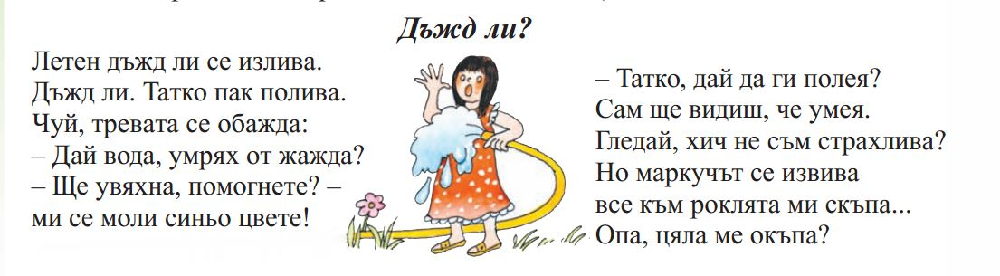 Дъжд ли?
Летен дъжд ли се излива.
Дъжд ли. Татко пак полива.
Чуй, тревата се обажда:
– Дай вода, умрях от жажда?
– Ще увяхна, помогнете? –
ми се моли синьо цвете!
– Татко, дай да ги полея?
Сам ще видиш, че умея.
Гледай, хич не съм страхлива?
Но маркучът се извива
все към роклята ми скъпа...
Опа, цяла ме окъпа?